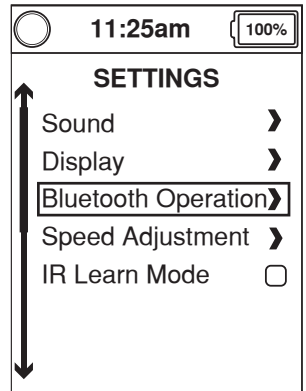 11:25am 100%
SETTINGS
Sound
Display
Bluetooth Operation
Speed Adjustment
IR Learn Mode